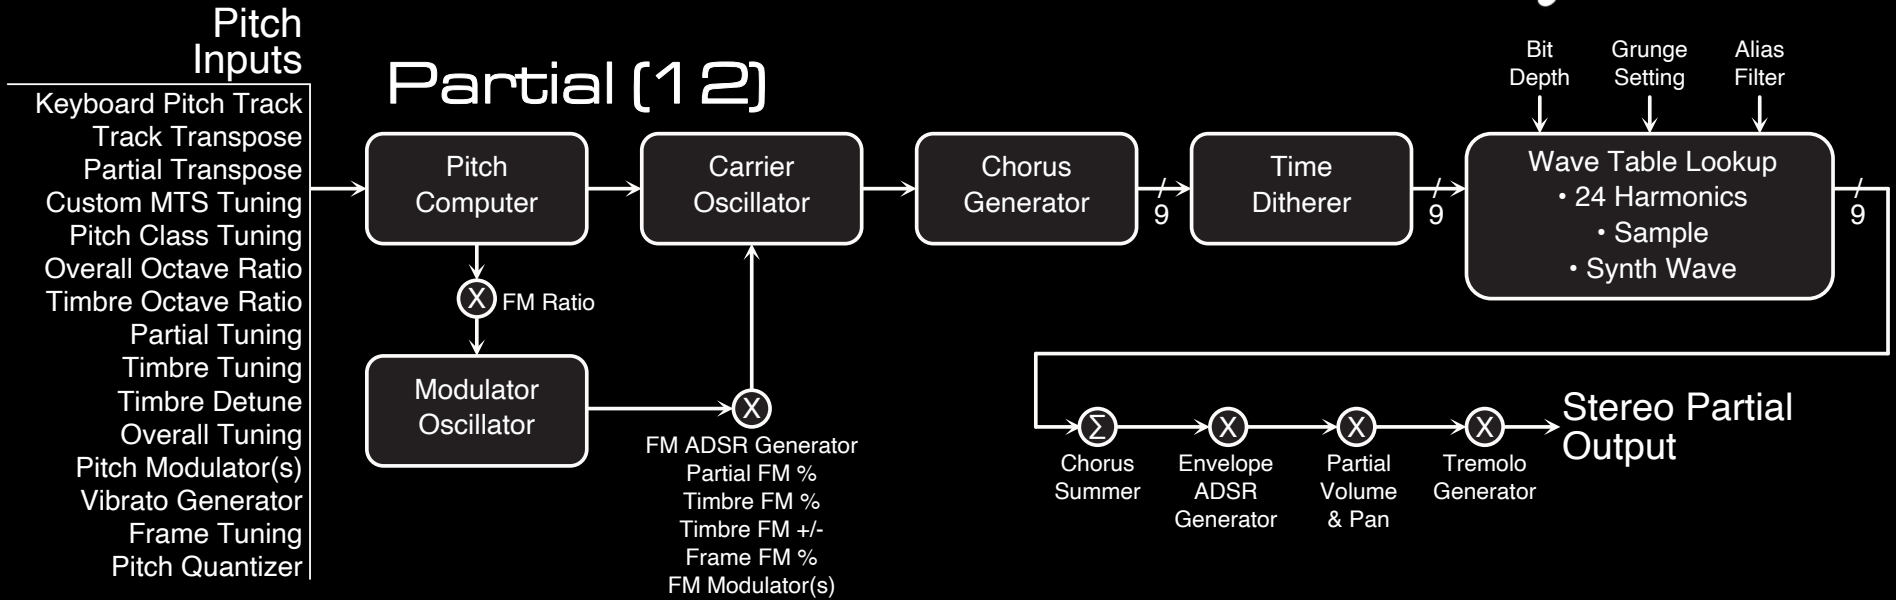 Pitch
Inputs
Keyboard Pitch Track
Track Transpose
Partial Transpose
Custom MTS Tuning
Pitch Class Tuning
Overall Octave Ratio
Timbre Octave Ratio
Partial Tuning
Timbre Tuning
Timbre Detune
Overall Tuning
Pitch Modulator(s)
Vibrato Generator
Frame Tuning
Pitch Quantizer
Partial (12)
Pitch
Computer
X
FM Ratio
Modulator
Oscillator
Carrier
Oscillator
X
FM ADSR Generator
Partial FM %
Timbre FM %
Timbre FM +/-
Frame FM %
FM Modulator(s)
Chorus
Generator
/
9
Time
Ditherer
/
9
Bit
Depth
Grunge
Setting
Alias
Filter
Wave Table Lookup
• 24 Harmonics
• Sample
• Synth Wave
/
9
Σ
Chorus
Summer
X
Envelope
ADSR
Generator
X
Partial
Volume
& Pan
X
Tremolo
Generator
Stereo Partial
Output